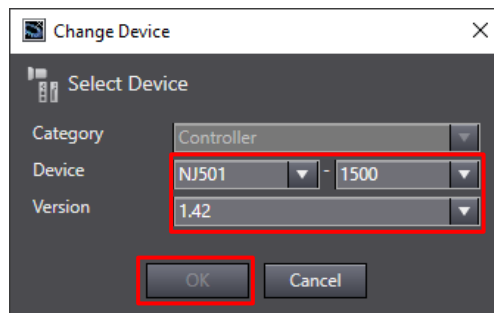 Change Device
Select Device
Category Controller
Device NJ501 - 1500
Version 1.42
OK Cancel